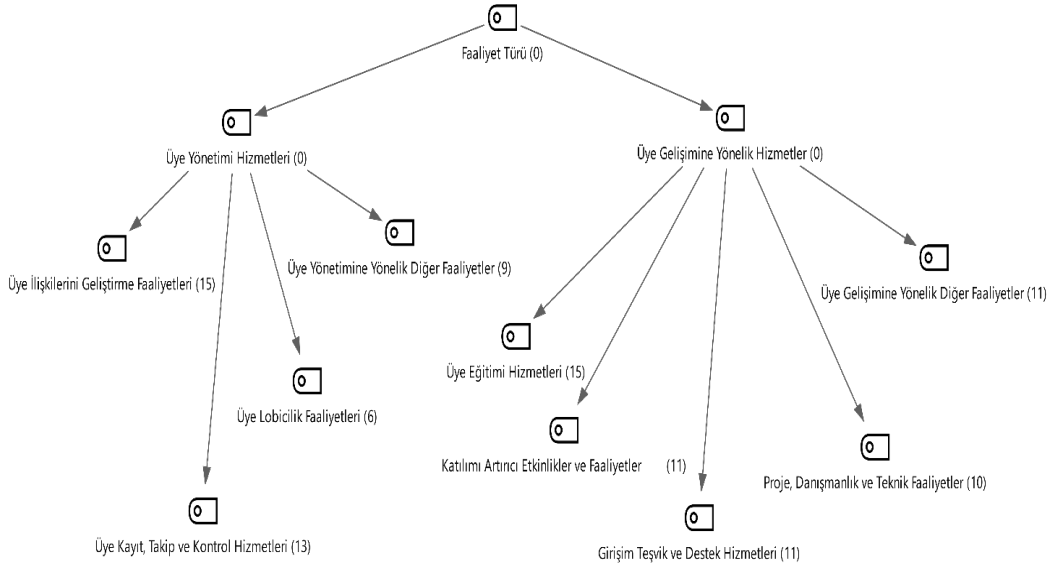 Faaliyet Türü (0)
Üye Yönetimi Hizmetleri (0)
Üye Gelişimine Yönelik Hizmetler (0)
Üye İlişkilerini Geliştirme Faaliyetleri (15)
Üye Yönetimine Yönelik Diğer Faaliyetler (9)
Üye Gelişimine Yönelik Diğer Faaliyetler (11)
Üye Eğitimi Hizmetleri (15)
Üye Lobicilik Faaliyetleri (6)
Katılımı Artırıcı Etkinlikler ve Faaliyetler (11)
Proje, Danışmanlık ve Teknik Faaliyetler (10)
Üye Kayıt, Takip ve Kontrol Hizmetleri (13)
Girişim Teşvik ve Destek Hizmetleri (11)